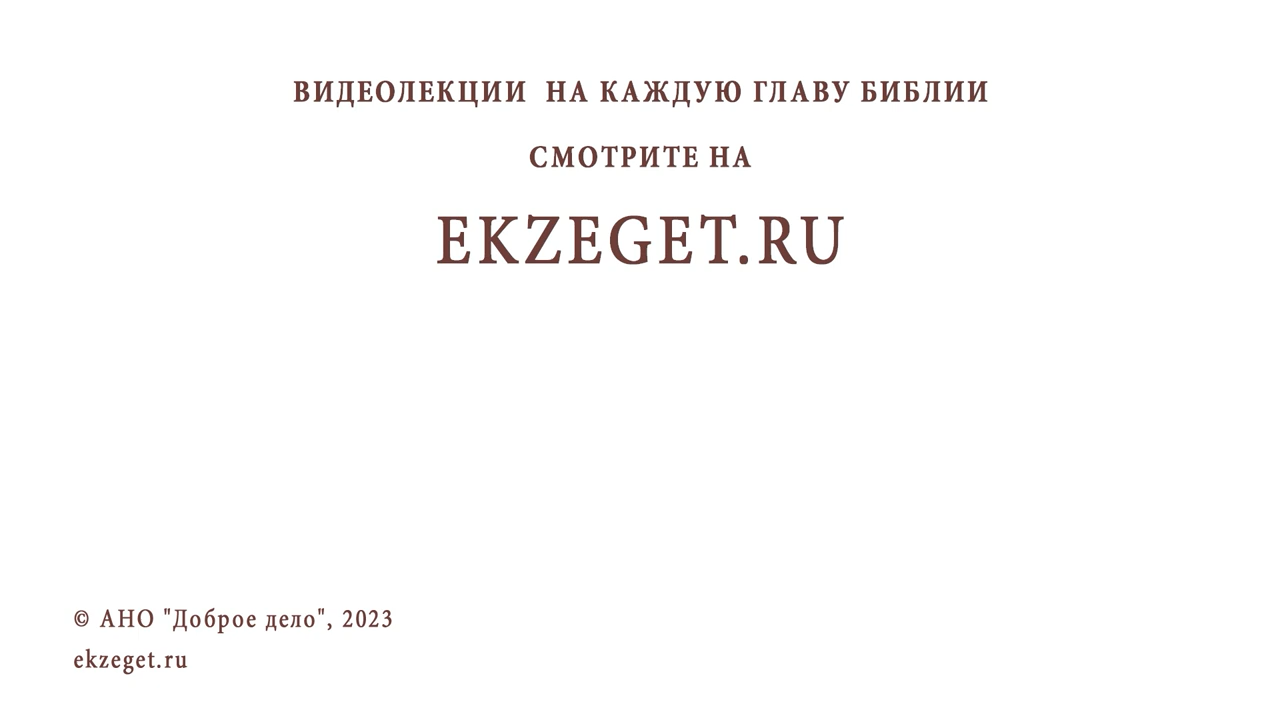 ВИДЕОЛЕКЦИИ НА КАЖДУЮ ГЛАВУ БИБЛИИ
СМОТРИТЕ НА
EKZEGET.RU
© АНО "Доброе дело", 2023
ekzeget.ru